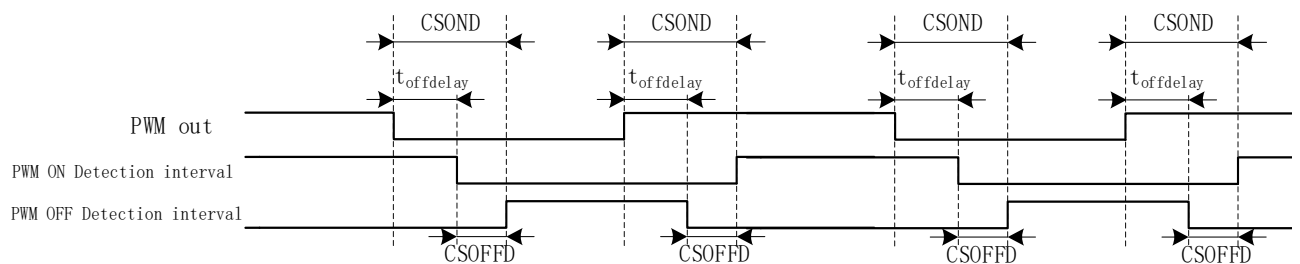 CSOND CSOND CSOND CSOND
toffdelay toffdelay toffdelay toffdelay
PWM out
PWM ON Detection interval
PWM OFF Detection interval
CSOFFD CSOFFD CSOFFD CSOFFD